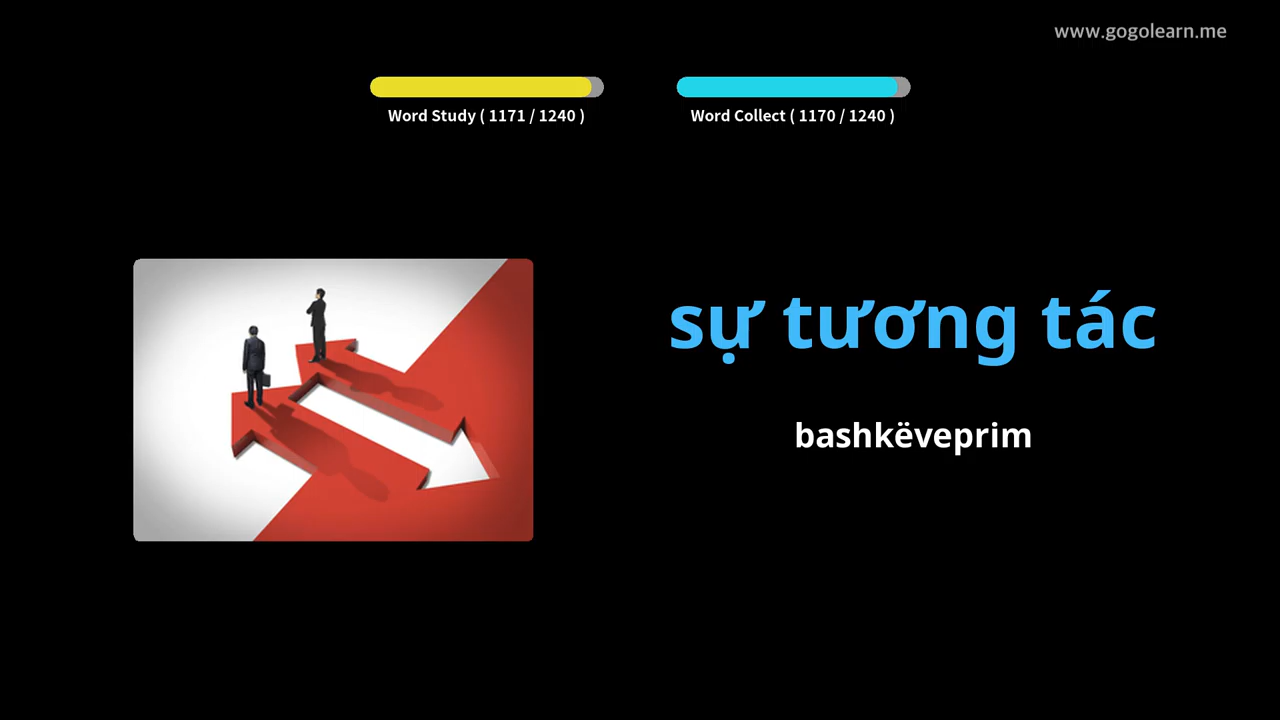 www.gogolearn.me
Word Study ( 1171 / 1240 )
Word Collect ( 1170 / 1240 )
sự tương tác
bashkëveprim